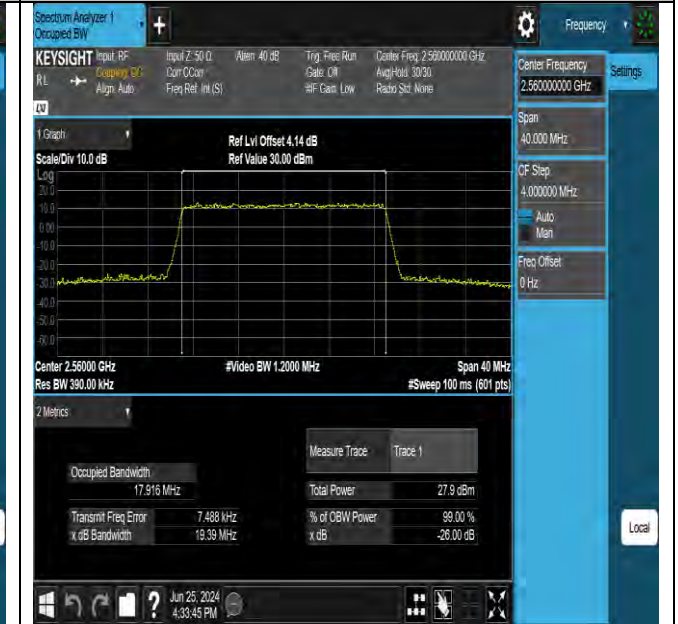 Spectrum Analyzer 1
Occupied BW
Frequency
KEYSIGHT Input: RF Input Z: 50 Ω Atten: 40 dB Trig: Free Run Center Freq: 2.560000000 GHz
RL Coupling: DC Corr CCorr Gate: Off Avg|Hold: 30/30
Align: Auto Freq Ref: Int (S) #IF Gain: Low Radio Std: None
LXI
1 Graph
Ref Lvl Offset 4.14 dB
Scale/Div 10.0 dB Ref Value 30.00 dBm
Log
20.0
10.0
0.00
-10.0
-20.0
-30.0
-40.0
-50.0
-60.0
Center 2.56000 GHz #Video BW 1.2000 MHz Span 40 MHz
Res BW 390.00 kHz #Sweep 100 ms (601 pts)
2 Metrics
Measure Trace Trace 1
Occupied Bandwidth
17.916 MHz Total Power 27.9 dBm
Transmit Freq Error 7.488 kHz % of OBW Power 99.00 %
x dB Bandwidth 19.39 MHz x dB -26.00 dB
Jun 25, 2024
4:33:45 PM
?
Center Frequency
2.560000000 GHz
Settings
Span
40.000 MHz
CF Step
4.000000 MHz
Auto
Man
Freq Offset
0 Hz
Local